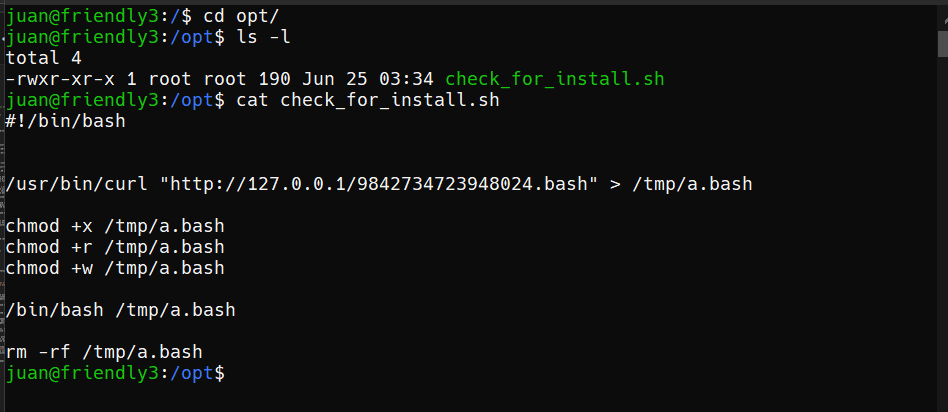 juan@friendly3:/$ cd opt/
juan@friendly3:/opt$ ls -l
total 4
-rwxr-xr-x 1 root root 190 Jun 25 03:34 check_for_install.sh
juan@friendly3:/opt$ cat check_for_install.sh
#!/bin/bash
/usr/bin/curl "http://127.0.0.1/9842734723948024.bash" > /tmp/a.bash
chmod +x /tmp/a.bash
chmod +r /tmp/a.bash
chmod +w /tmp/a.bash
/bin/bash /tmp/a.bash
rm -rf /tmp/a.bash
juan@friendly3:/opt$